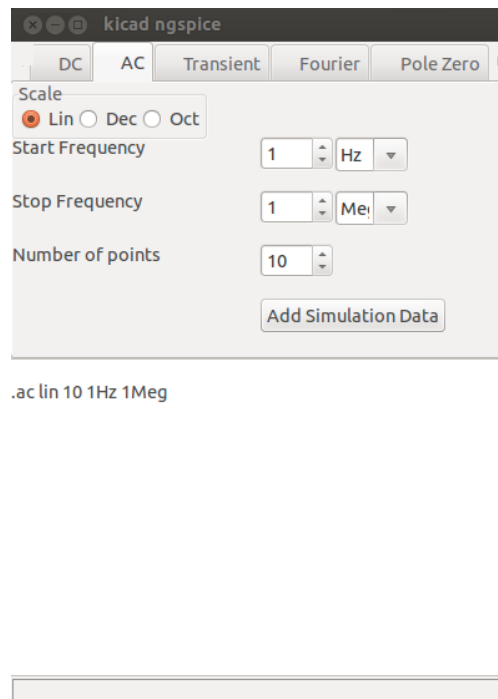 kicad ngspice
DC AC Transient Fourier Pole Zero
Scale
Lin Dec Oct
Start Frequency 1 Hz
Stop Frequency 1 Me
Number of points 10
Add Simulation Data
.ac lin 10 1Hz 1Meg